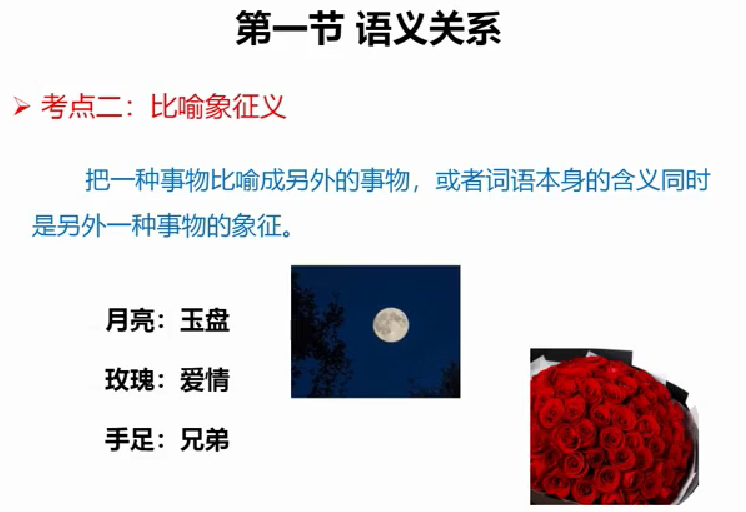 第一节 语义关系
考点二：比喻象征义
把一种事物比喻成另外的事物，或者词语本身的含义同时
是另外一种事物的象征。
月亮：玉盘
玫瑰：爱情
手足：兄弟